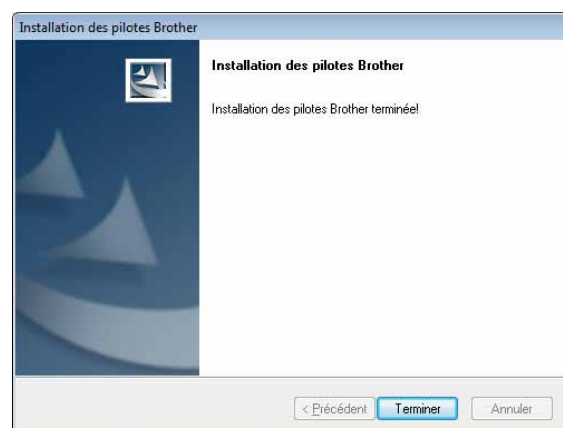 Installation des pilotes Brother
Installation des pilotes Brother
Installation des pilotes Brother terminée!
< Précédent Terminer Annuler